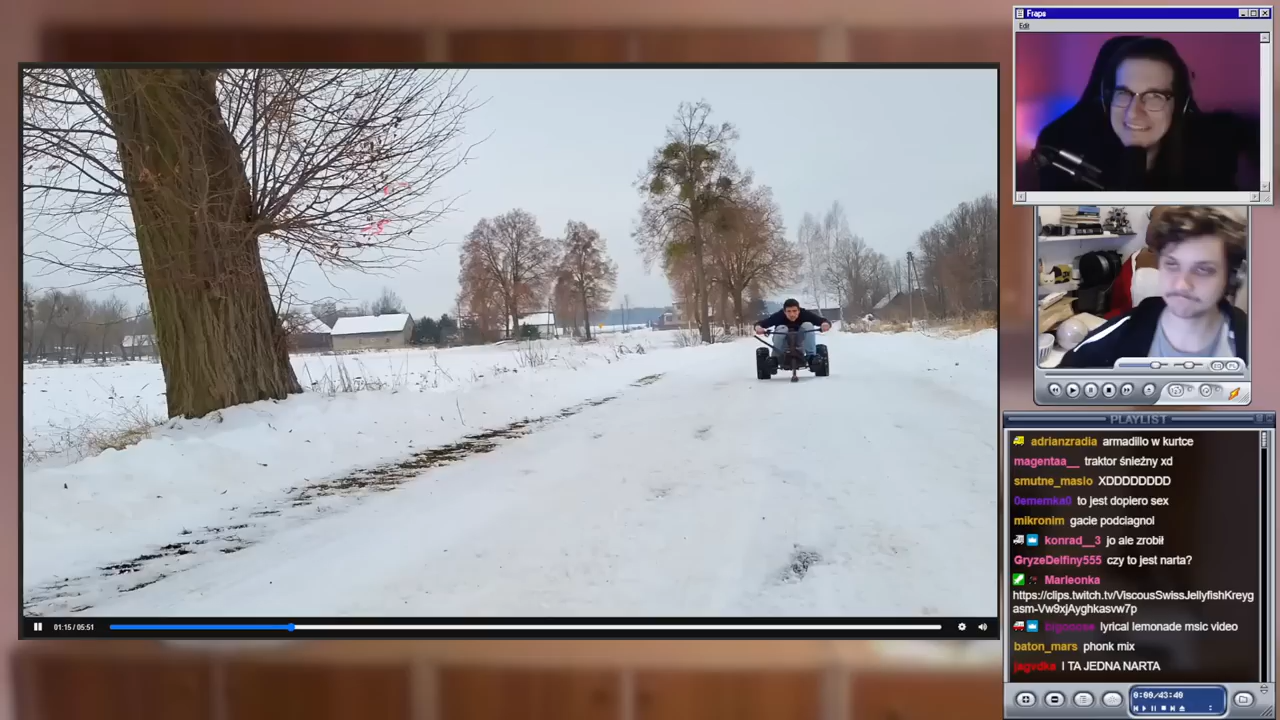 Fraps
Edit
PLAYLIST
adrianzradia armadillo w kurtce
magentaa__ traktor śnieżny xd
smutne_maslo XDDDDDDDD
0ememka0 to jest dopiero sex
mikronim gacie podciagnol
konrad__3 jo ale zrobił
GryzeDelfiny555 czy to jest narta?
Marleonka
https://clips.twitch.tv/ViscousSwissJellyfishKreyg
asm-Vw9xjAyghkasvw7p
lyrical lemonade msic video
baton_mars phonk mix
jagvdka I TA JEDNA NARTA
01:15 / 05:51
0:00/43:40